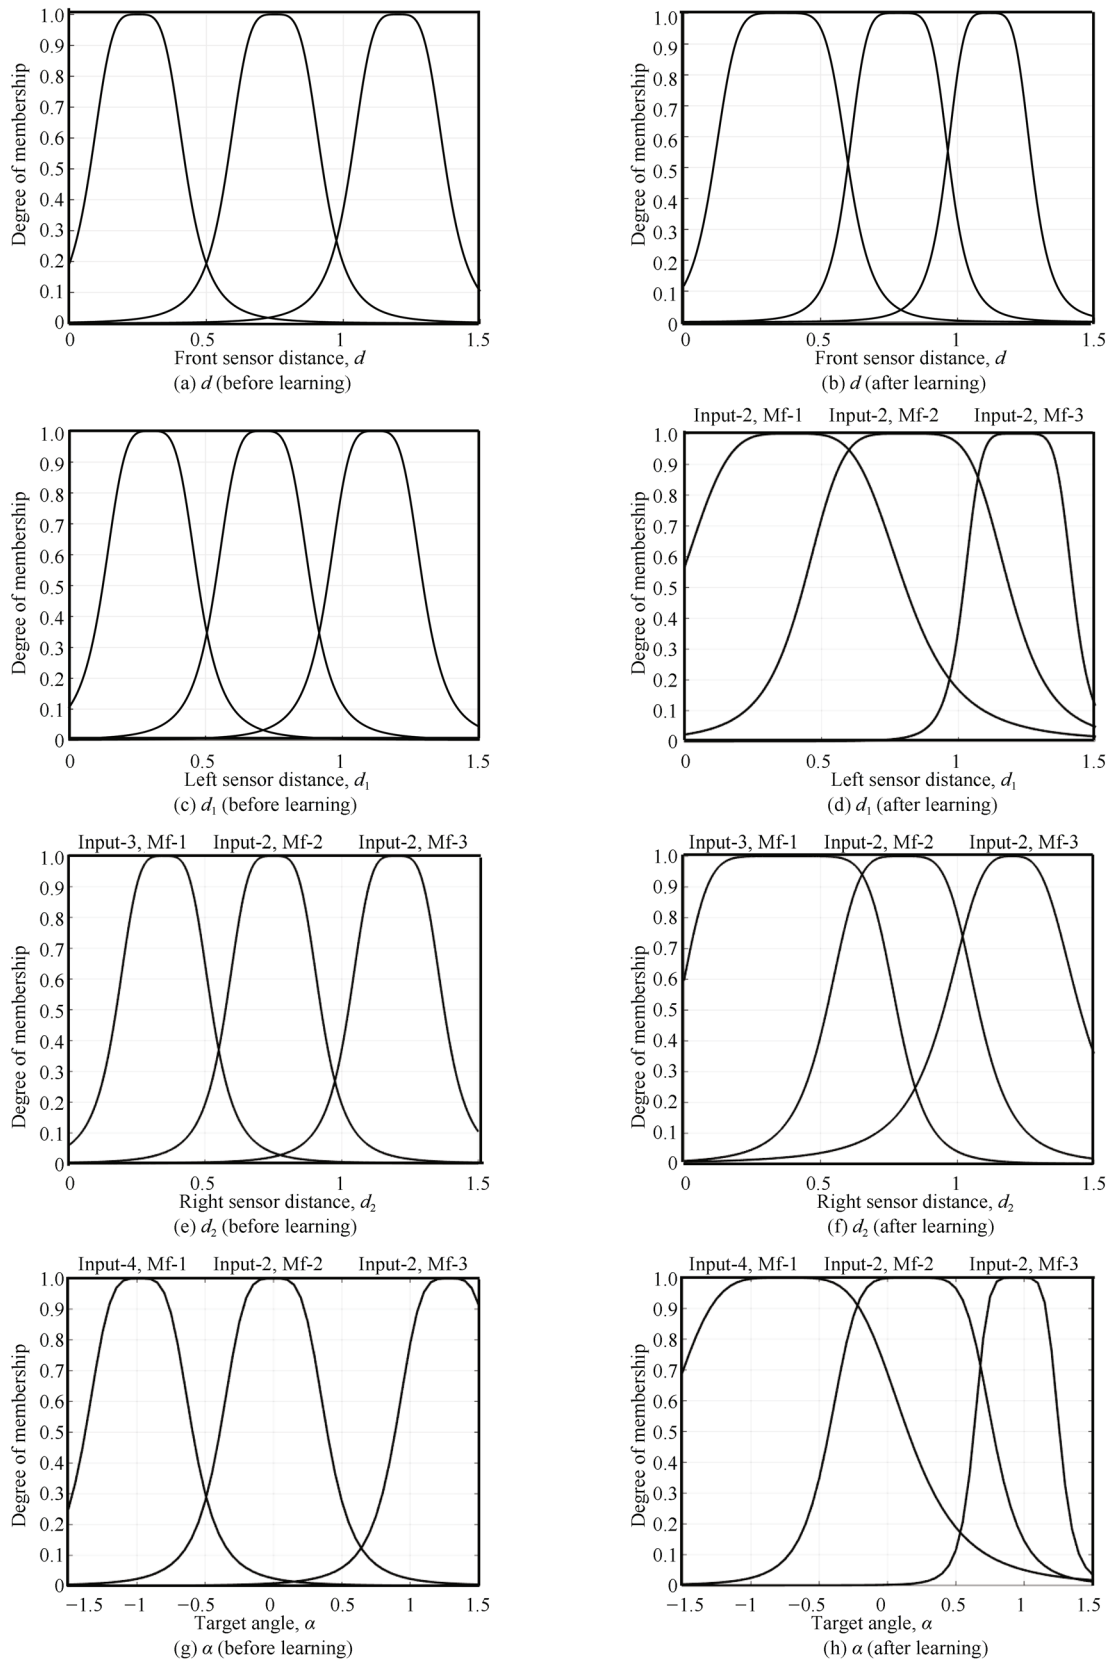 1.0
0.9
0.8
0.7
0.6
0.5
0.4
0.3
0.2
0.1
0
Degree of membership
0 0.5 1 1.5
Front sensor distance, d
(a) d (before learning)
1.0
0.9
0.8
0.7
0.6
0.5
0.4
0.3
0.2
0.1
0
Degree of membership
0 0.5 1 1.5
Front sensor distance, d
(b) d (after learning)
1.0
0.9
0.8
0.7
0.6
0.5
0.4
0.3
0.2
0.1
0
Degree of membership
0 0.5 1 1.5
Left sensor distance, d1
(c) d1 (before learning)
Input-2, Mf-1 Input-2, Mf-2 Input-2, Mf-3
1.0
0.9
0.8
0.7
0.6
0.5
0.4
0.3
0.2
0.1
0
Degree of membership
0 0.5 1 1.5
Left sensor distance, d1
(d) d1 (after learning)
Input-3, Mf-1 Input-2, Mf-2 Input-2, Mf-3
1.0
0.9
0.8
0.7
0.6
0.5
0.4
0.3
0.2
0.1
0
Degree of membership
0 0.5 1 1.5
Right sensor distance, d2
(e) d2 (before learning)
Input-3, Mf-1 Input-2, Mf-2 Input-2, Mf-3
1.0
0.9
0.8
0.7
0.6
0.5
0.4
0.3
0.2
0.1
0
Degree of membership
0 0.5 1 1.5
Right sensor distance, d2
(f) d2 (after learning)
Input-4, Mf-1 Input-2, Mf-2 Input-2, Mf-3
1.0
0.9
0.8
0.7
0.6
0.5
0.4
0.3
0.2
0.1
0
Degree of membership
−1.5 −1 −0.5 0 0.5 1 1.5
Target angle, α
(g) α (before learning)
Input-4, Mf-1 Input-2, Mf-2 Input-2, Mf-3
1.0
0.9
0.8
0.7
0.6
0.5
0.4
0.3
0.2
0.1
0
Degree of membership
−1.5 −1 −0.5 0 0.5 1 1.5
Target angle, α
(h) α (after learning)